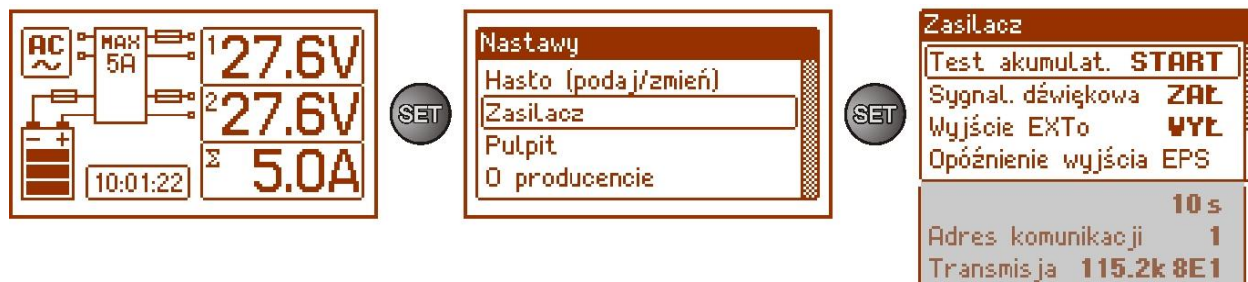 AC
MAX
5A
1 27.6V
2 27.6V
Σ 5.0A
- +
10:01:22
SET
Nastawy
Hasło (podaj/zmień)
Zasilacz
Pulpit
O producencie
SET
Zasilacz
Test akumulat. START
Sygnal. dźwiękowa ZAŁ
Wyjście EXTo WYŁ
Opóźnienie wyjścia EPS
10 s
Adres komunikacji 1
Transmisja 115.2k 8E1